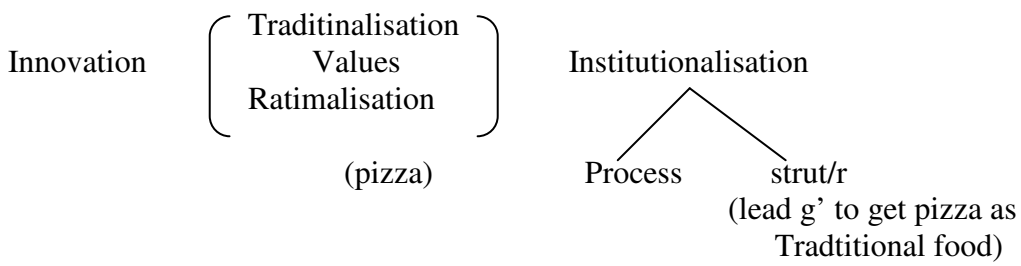 Traditinalisation
Innovation Values Institutionalisation
Ratimalisation
(pizza) Process strut/r
(lead g’ to get pizza as
Tradtitional food)